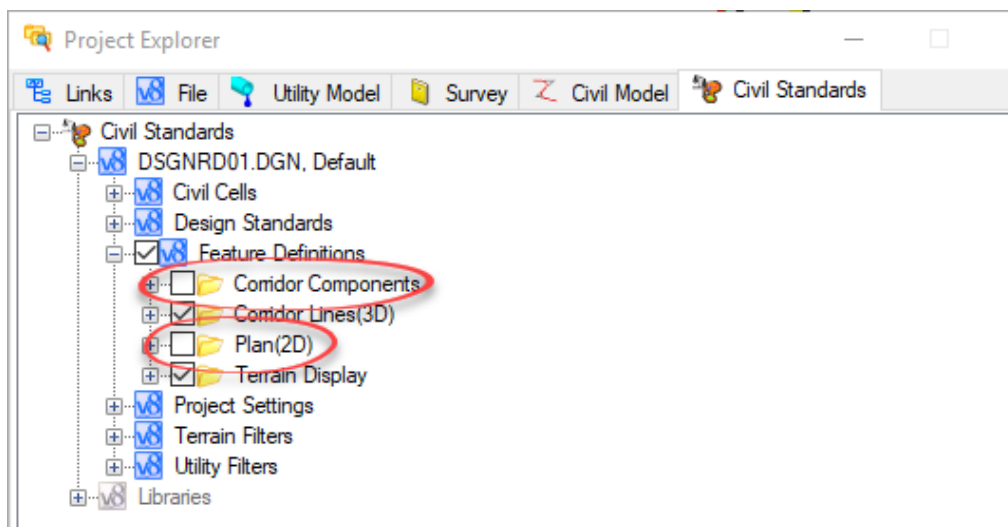 Project Explorer
Links File Utility Model Survey Civil Model Civil Standards
Civil Standards
DSGNRD01.DGN, Default
Civil Cells
Design Standards
Feature Definitions
Corridor Components
Corridor Lines(3D)
Plan(2D)
Terrain Display
Project Settings
Terrain Filters
Utility Filters
Libraries